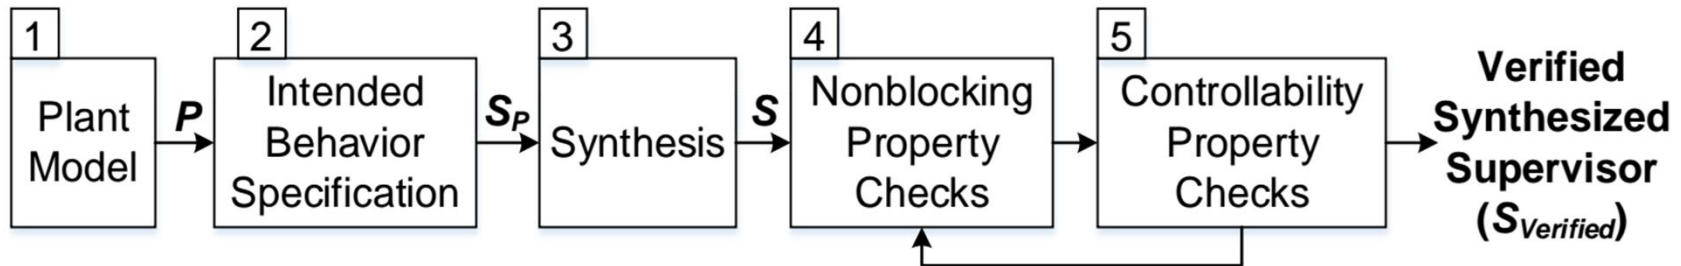 1
Plant
Model
P
2
Intended
Behavior
Specification
SP
3
Synthesis
S
4
Nonblocking
Property
Checks
5
Controllability
Property
Checks
Verified
Synthesized
Supervisor
(SVerified)